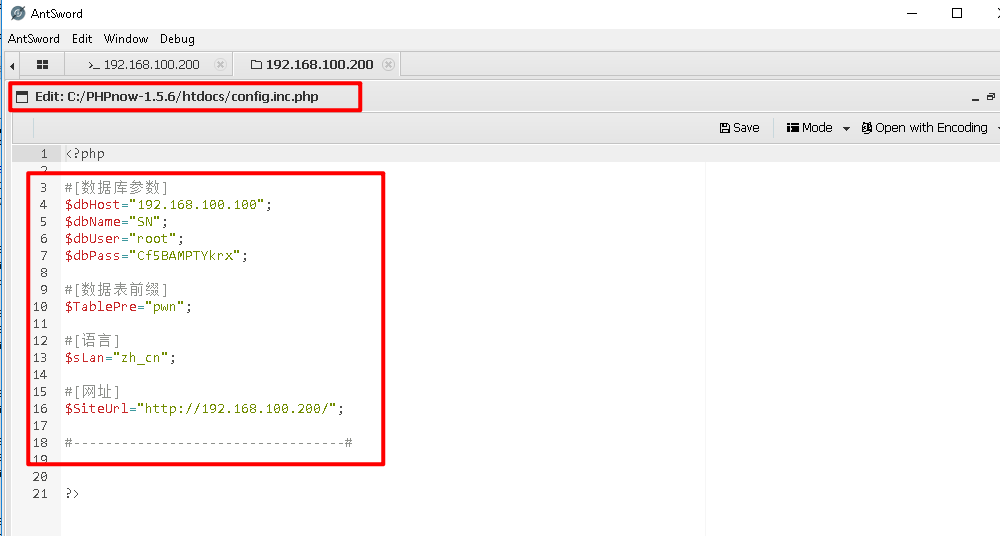 AntSword
AntSword Edit Window Debug
>_ 192.168.100.200 192.168.100.200
Edit: C:/PHPnow-1.5.6/htdocs/config.inc.php
Save Mode Open with Encoding
1 <?php
2
3 #[数据库参数]
4 $dbHost="192.168.100.100";
5 $dbName="SN";
6 $dbUser="root";
7 $dbPass="Cf5BAMPTYkrx";
8
9 #[数据表前缀]
10 $TablePre="pwn";
11
12 #[语言]
13 $sLan="zh_cn";
14
15 #[网址]
16 $SiteUrl="http://192.168.100.200/";
17
18 #----------------------------------#
19
20
21 ?>